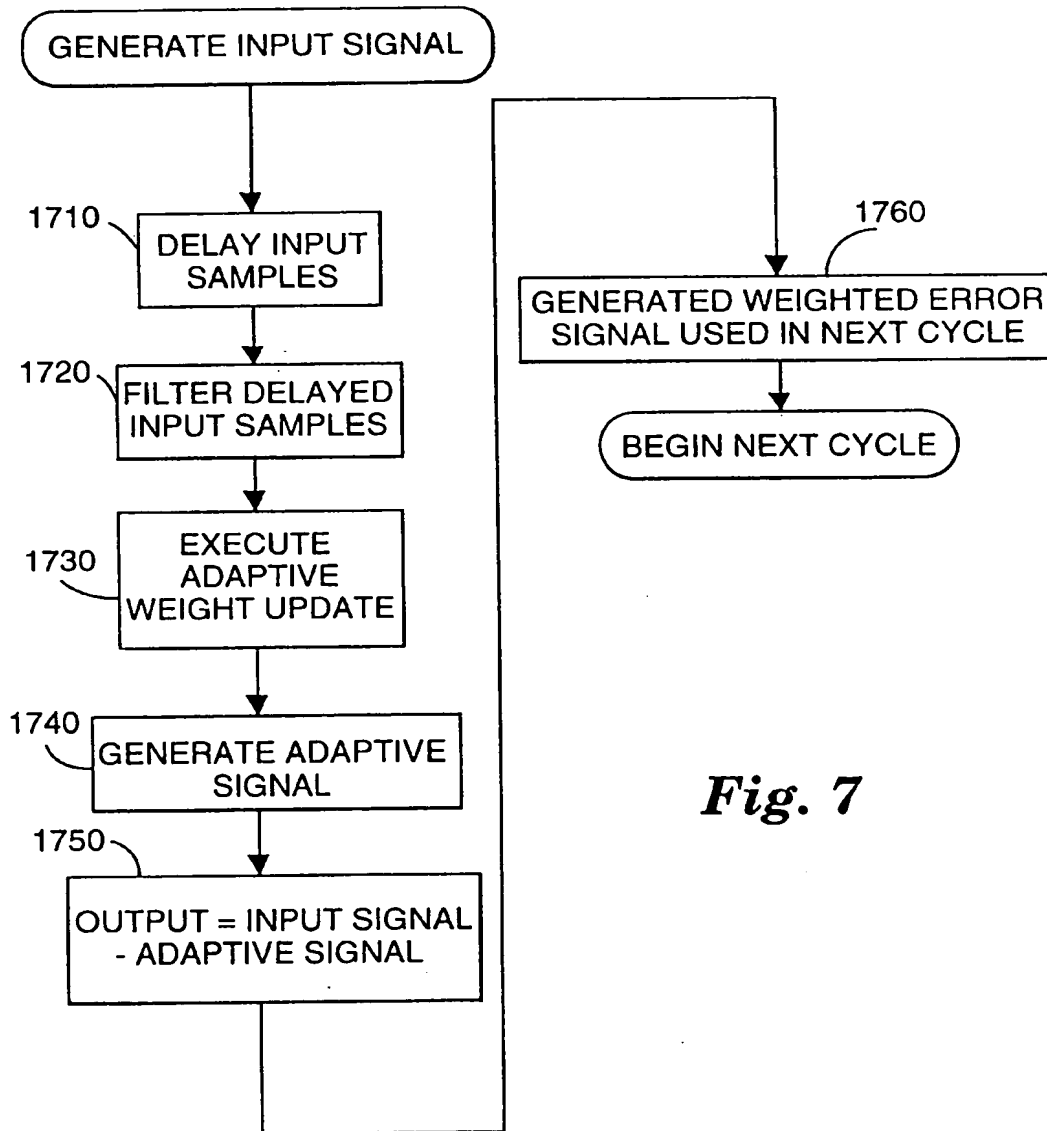 GENERATE INPUT SIGNAL
1710
DELAY INPUT
SAMPLES
1720
FILTER DELAYED
INPUT SAMPLES
1730
EXECUTE
ADAPTIVE
WEIGHT UPDATE
1740
GENERATE ADAPTIVE
SIGNAL
1750
OUTPUT = INPUT SIGNAL
- ADAPTIVE SIGNAL
1760
GENERATED WEIGHTED ERROR
SIGNAL USED IN NEXT CYCLE
BEGIN NEXT CYCLE
Fig. 7